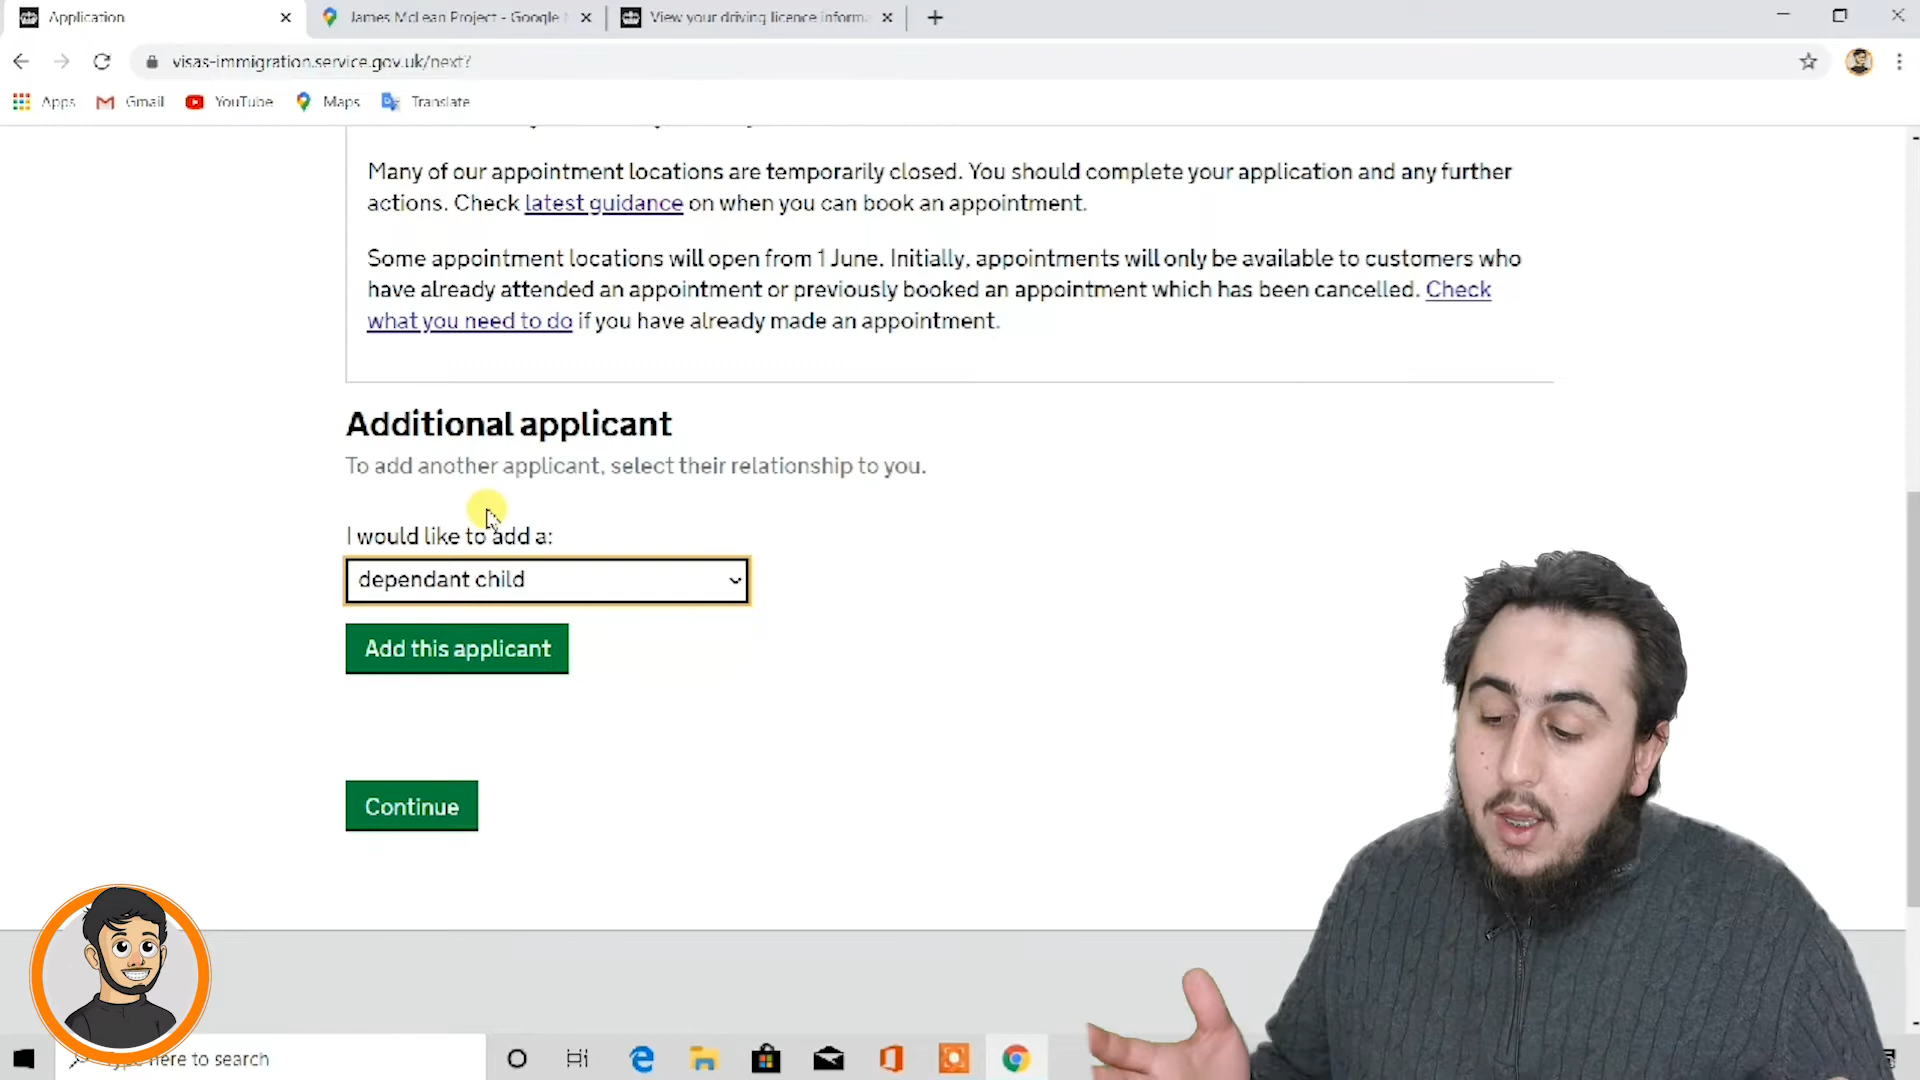 Application
James McLean Project - Google
View your driving licence informa
visas-immigration.service.gov.uk/next?
Apps Gmail YouTube Maps Translate
Many of our appointment locations are temporarily closed. You should complete your application and any further
actions. Check latest guidance on when you can book an appointment.
Some appointment locations will open from 1 June. Initially, appointments will only be available to customers who
have already attended an appointment or previously booked an appointment which has been cancelled. Check
what you need to do if you have already made an appointment.
Additional applicant
To add another applicant, select their relationship to you.
I would like to add a:
dependant child
Add this applicant
Continue
here to search